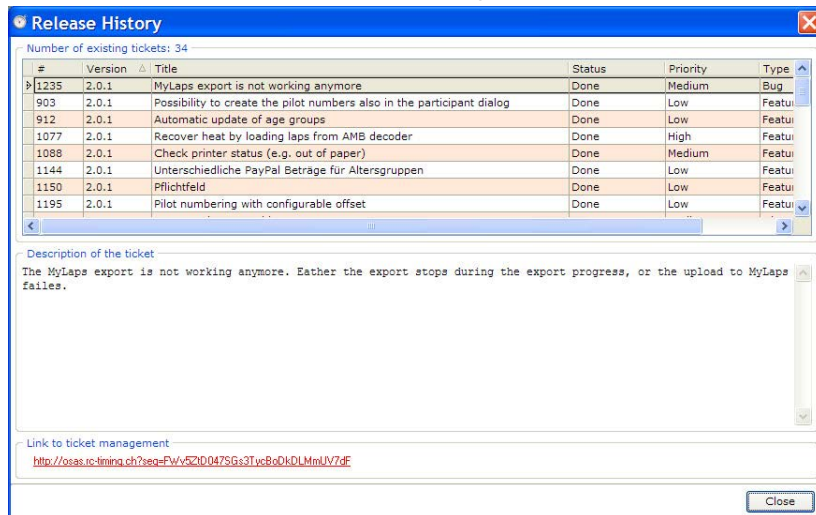 Release History
Number of existing tickets: 34
# Version Title Status Priority Type
1235 2.0.1 MyLaps export is not working anymore Done Medium Bug
903 2.0.1 Possibility to create the pilot numbers also in the participant dialog Done Low Featu
912 2.0.1 Automatic update of age groups Done Low Featu
1077 2.0.1 Recover heat by loading laps from AMB decoder Done High Featu
1088 2.0.1 Check printer status (e.g. out of paper) Done Medium Featu
1144 2.0.1 Unterschiedliche PayPal Beträge für Altersgruppen Done Low Featu
1150 2.0.1 Pflichtfeld Done Low Featu
1195 2.0.1 Pilot numbering with configurable offset Done Low Featu
Description of the ticket
The MyLaps export is not working anymore. Eather the export stops during the export progress, or the upload to MyLaps
failes.
Link to ticket management
http://osas.rc-timing.ch?seq=FWv5ZtD047SGs3TycBoDkDLMmUV7dF
Close